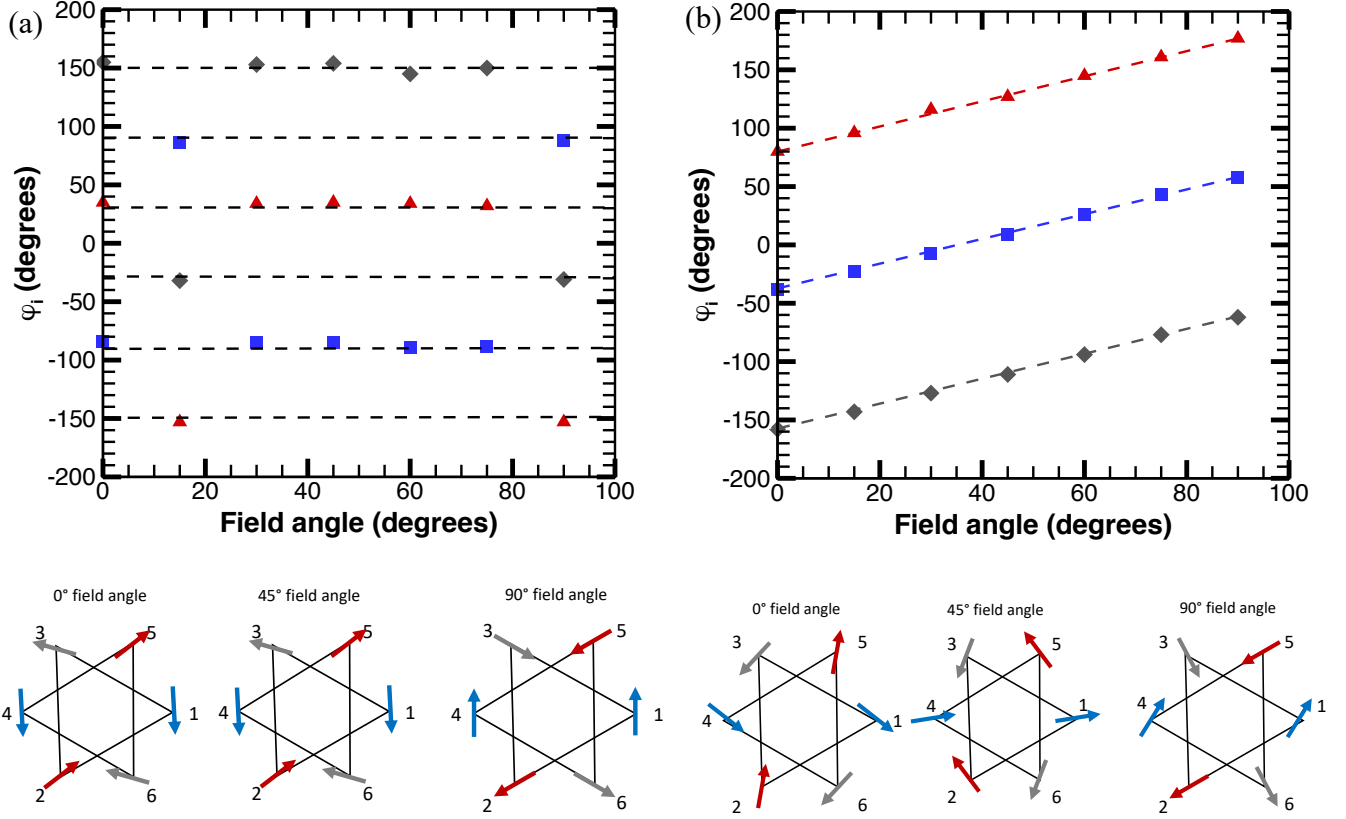 (a)
200
150
100
50
0
-50
-100
-150
-200
φi (degrees)
0 20 40 60 80 100
Field angle (degrees)
(b)
200
150
100
50
0
-50
-100
-150
-200
φi (degrees)
0 20 40 60 80 100
Field angle (degrees)
0° field angle
3 5
4 1
2 6
45° field angle
3 5
4 1
2 6
90° field angle
3 5
4 1
2 6
0° field angle
3 5
4 1
2 6
45° field angle
3 5
4 1
2 6
90° field angle
3 5
4 1
2 6